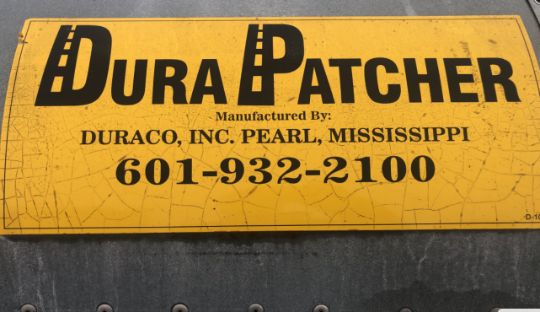 DURA PATCHER
Manufactured By:
DURACO, INC. PEARL, MISSISSIPPI
601-932-2100